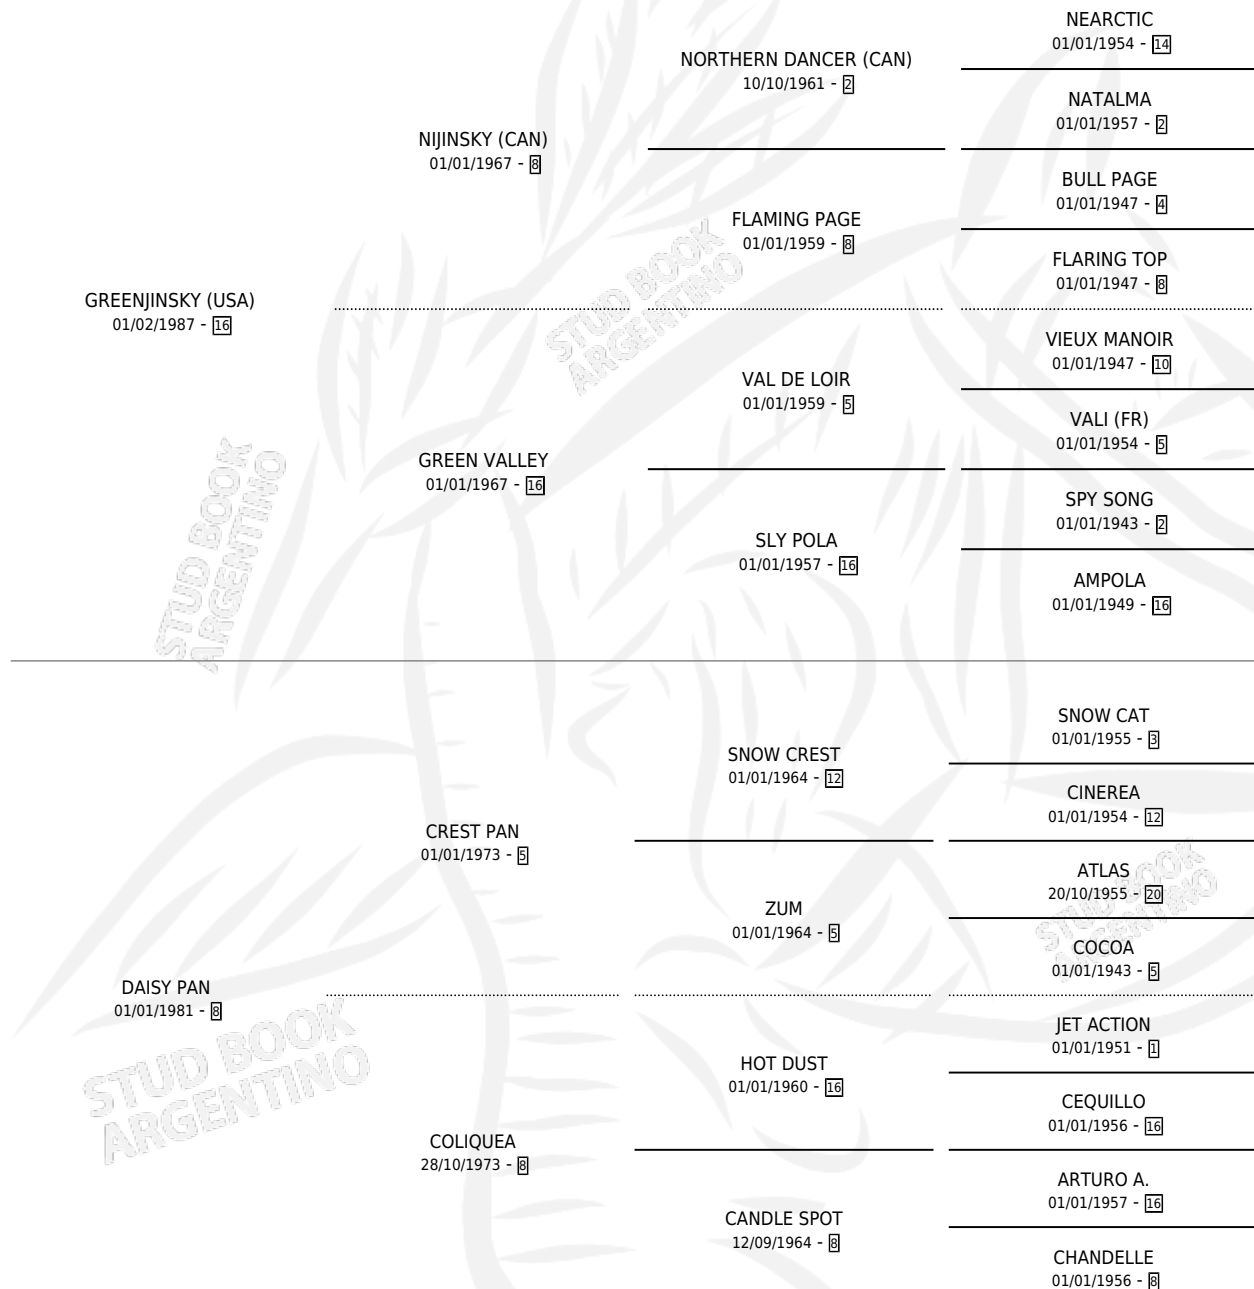 NEARCTIC
01/01/1954 - 14
NORTHERN DANCER (CAN)
10/10/1961 - 2
NATALMA
01/01/1957 - 2
NIJINSKY (CAN)
01/01/1967 - 8
BULL PAGE
01/01/1947 - 4
FLAMING PAGE
01/01/1959 - 8
FLARING TOP
01/01/1947 - 8
GREENJINSKY (USA)
01/02/1987 - 16
VIEUX MANOIR
01/01/1947 - 10
VAL DE LOIR
01/01/1959 - 5
VALI (FR)
01/01/1954 - 5
GREEN VALLEY
01/01/1967 - 16
SPY SONG
01/01/1943 - 2
SLY POLA
01/01/1957 - 16
AMPOLA
01/01/1949 - 16
SNOW CAT
01/01/1955 - 3
SNOW CREST
01/01/1964 - 12
CINEREA
01/01/1954 - 12
CREST PAN
01/01/1973 - 5
ATLAS
20/10/1955 - 20
ZUM
01/01/1964 - 5
COCOA
01/01/1943 - 5
DAISY PAN
01/01/1981 - 8
JET ACTION
01/01/1951 - 1
HOT DUST
01/01/1960 - 16
CEQUILLO
01/01/1956 - 16
COLIQUEA
28/10/1973 - 8
ARTURO A.
01/01/1957 - 16
CANDLE SPOT
12/09/1964 - 8
CHANDELLE
01/01/1956 - 8
STUD BOOK
ARGENTINO
STUD BOOK
ARGENTINO
STUD BOOK
ARGENTINO
STUD BOOK
ARGENTINO